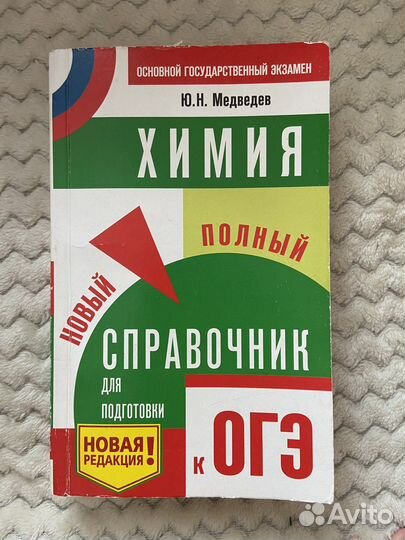 ОСНОВНОЙ ГОСУДАРСТВЕННЫЙ ЭКЗАМЕН
Ю.Н. Медведев
ХИМИЯ
НОВЫЙ
ПОЛНЫЙ
СПРАВОЧНИК
ДЛЯ
ПОДГОТОВКИ
К ОГЭ
НОВАЯ
РЕДАКЦИЯ!
Avito